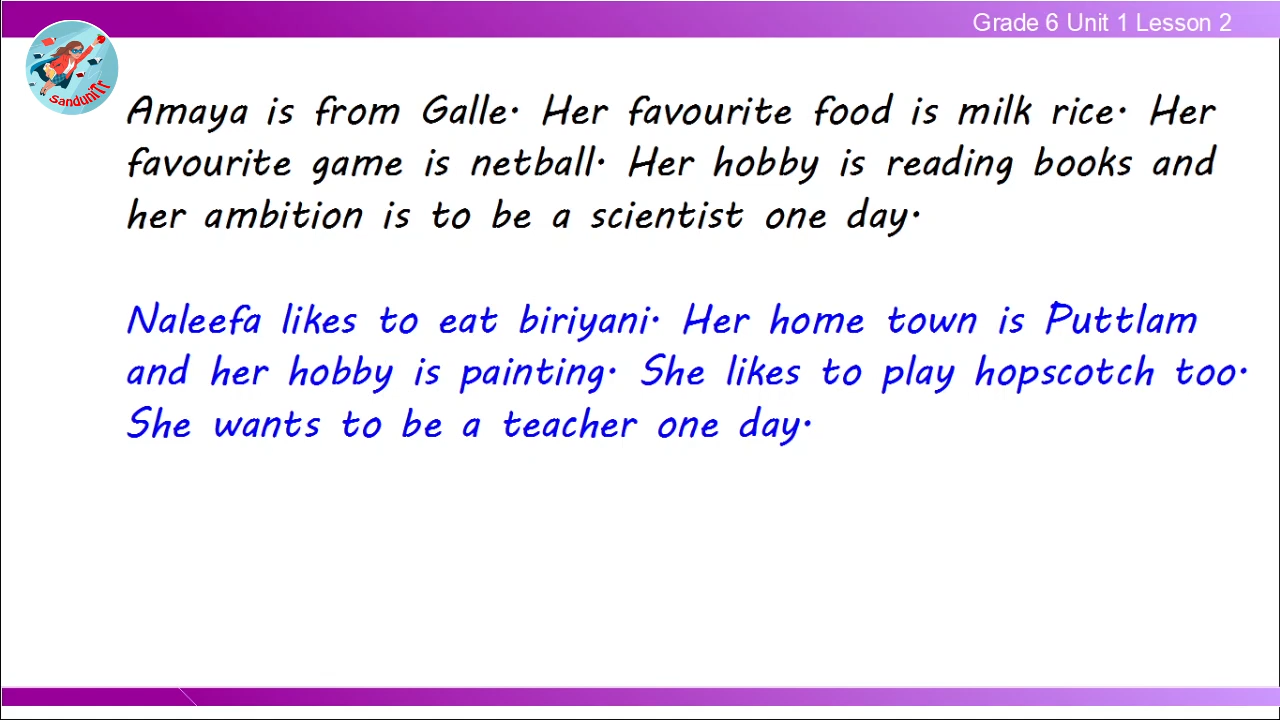 Grade 6 Unit 1 Lesson 2
SanduniTr
Amaya is from Galle. Her favourite food is milk rice. Her
favourite game is netball. Her hobby is reading books and
her ambition is to be a scientist one day.
Naleefa likes to eat biriyani. Her home town is Puttlam
and her hobby is painting. She likes to play hopscotch too.
She wants to be a teacher one day.